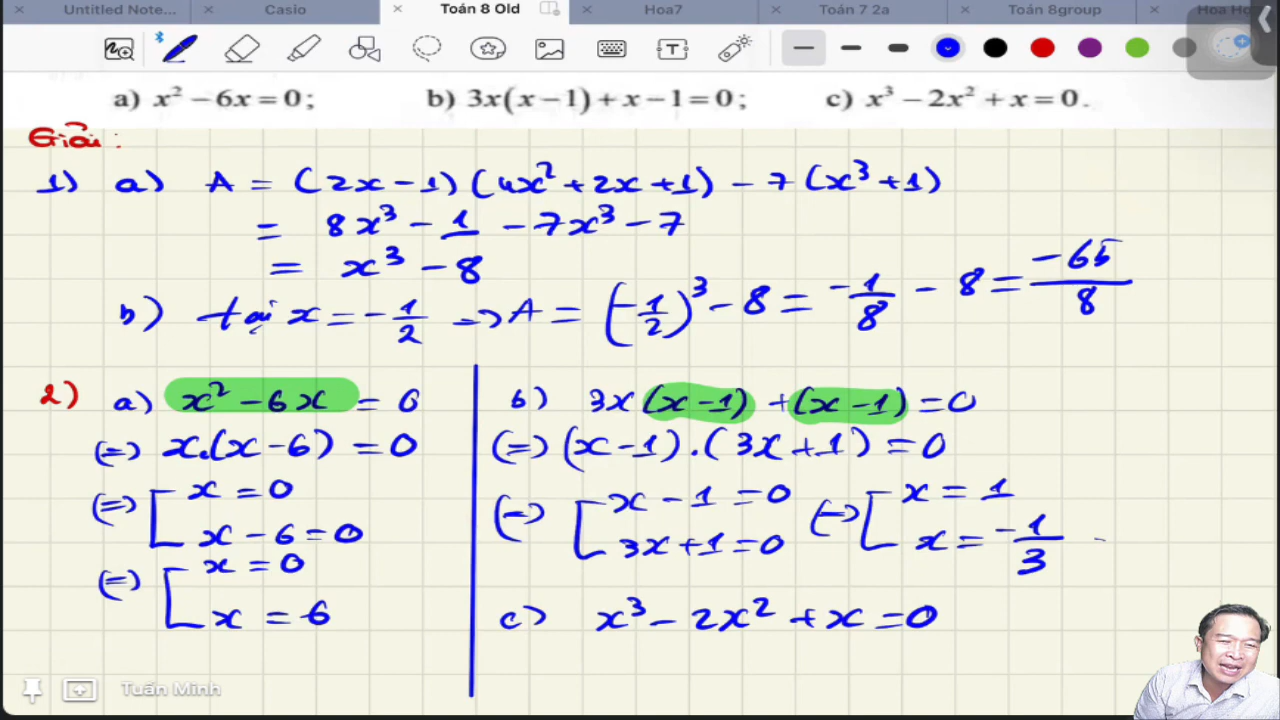 Untitled Note... Casio Toán 8 Old Hoa7 Toán 7 2a Toán 8group Hoa Ho
a) x² − 6x = 0; b) 3x(x − 1) + x − 1 = 0; c) x³ − 2x² + x = 0.
Giải:
1) a) A = (2x − 1)(4x² + 2x + 1) − 7(x³ + 1)
= 8x³ − 1 − 7x³ − 7
= x³ − 8
b) tại x = −1/2 => A = (−1/2)³ − 8 = −1/8 − 8 = −65/8
2) a) x² − 6x = 0
(=) x.(x − 6) = 0
(=) [ x = 0
x − 6 = 0
(=) [ x = 0
x = 6
b) 3x(x − 1) + (x − 1) = 0
(=) (x − 1).(3x + 1) = 0
(=) [ x − 1 = 0 (=) [ x = 1
3x + 1 = 0 x = −1/3
c) x³ − 2x² + x = 0
Tuấn Minh